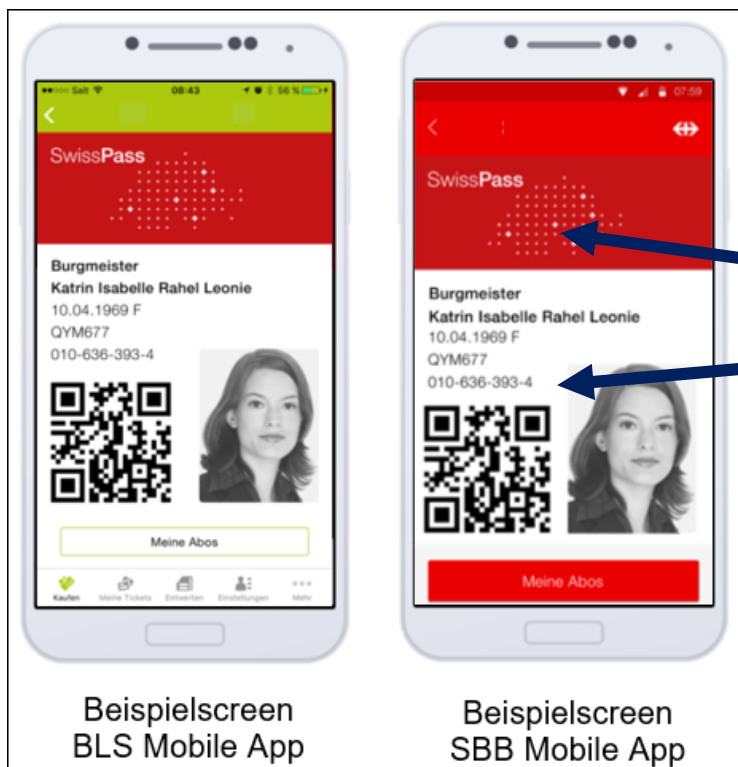 ●●○○○ Salt 08:43 56 %
SwissPass
Burgmeister
Katrin Isabelle Rahel Leonie
10.04.1969 F
QYM677
010-636-393-4
Meine Abos
Kaufen Meine Tickets Entwerten Einstellungen Mehr
Beispielscreen
BLS Mobile App
07:59
SwissPass
Burgmeister
Katrin Isabelle Rahel Leonie
10.04.1969 F
QYM677
010-636-393-4
Meine Abos
Beispielscreen
SBB Mobile App